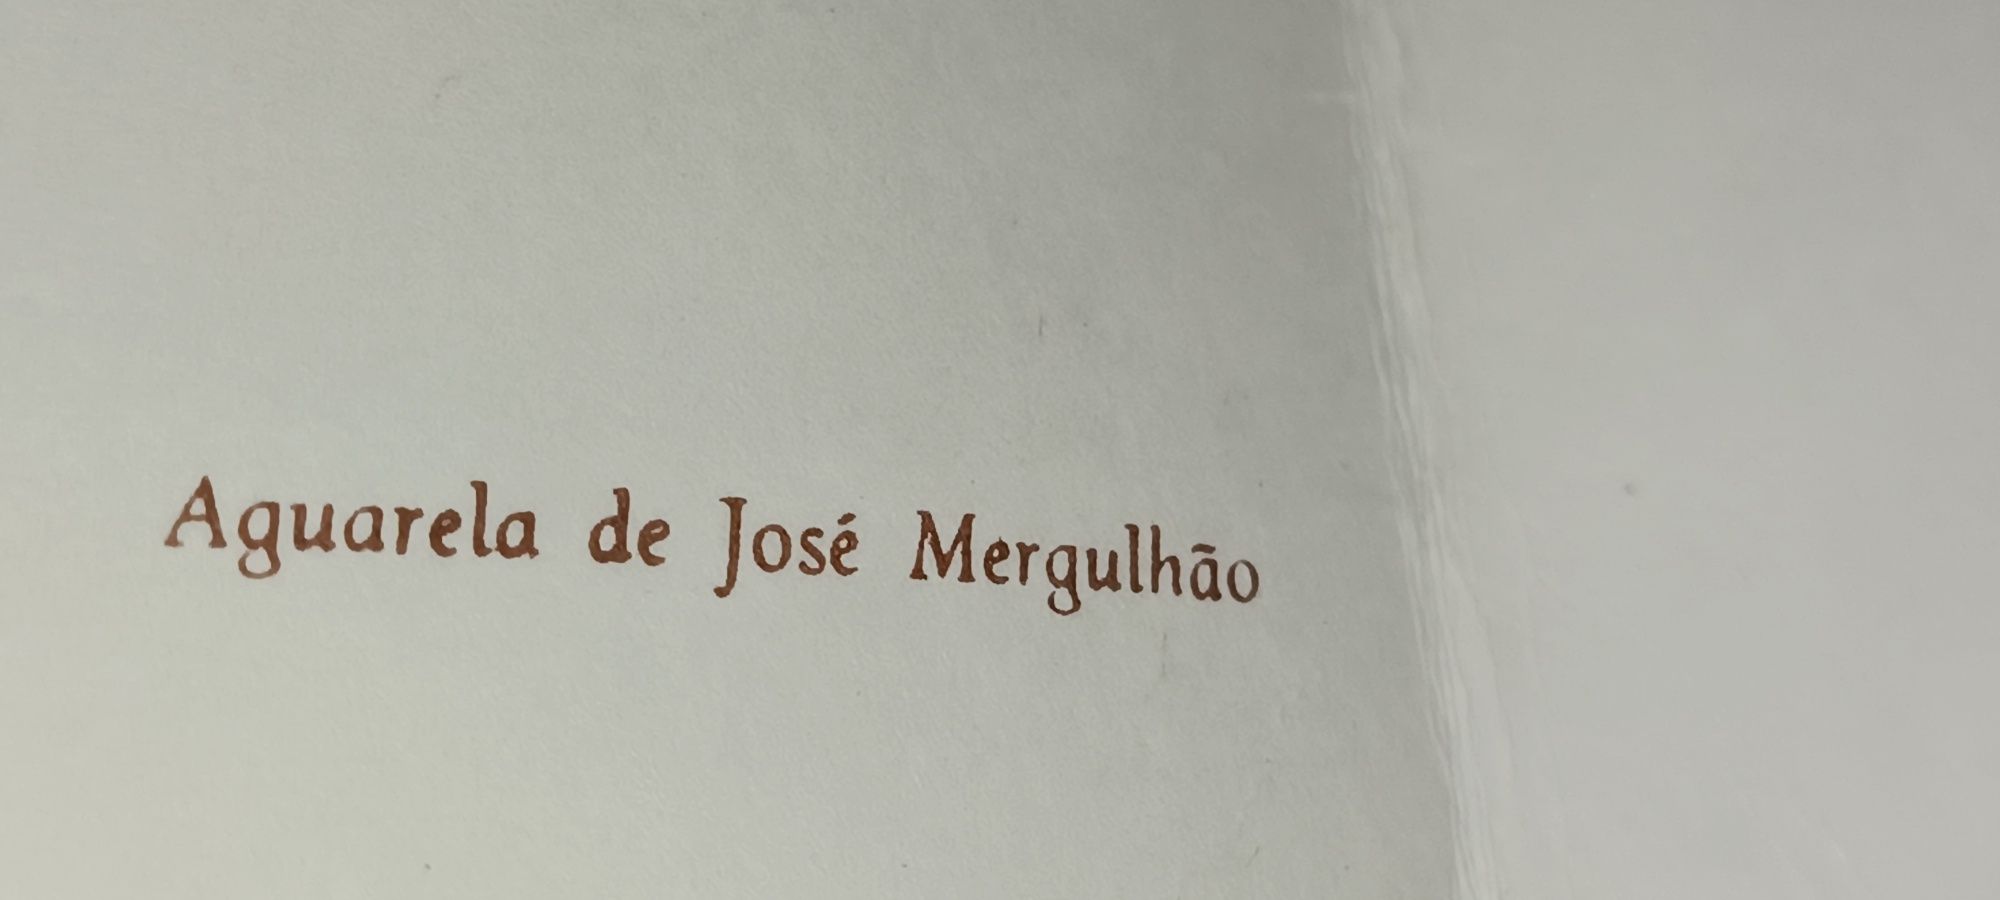 Aguarela de José Mergulhão